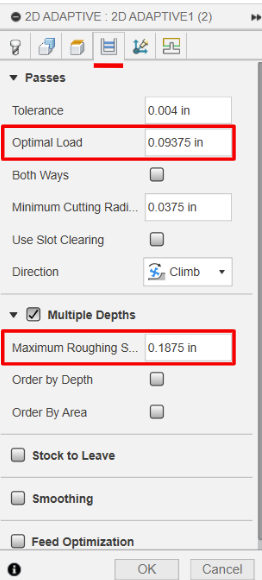 2D ADAPTIVE : 2D ADAPTIVE1 (2)
Passes
Tolerance 0.004 in
Optimal Load 0.09375 in
Both Ways
Minimum Cutting Radi... 0.0375 in
Use Slot Clearing
Direction Climb
Multiple Depths
Maximum Roughing S... 0.1875 in
Order by Depth
Order By Area
Stock to Leave
Smoothing
Feed Optimization
OK Cancel